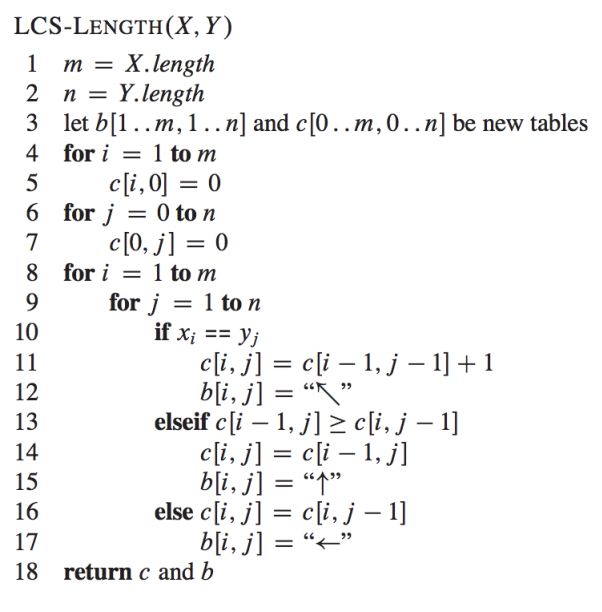 LCS-LENGTH(X, Y)
1 m = X.length
2 n = Y.length
3 let b[1..m, 1..n] and c[0..m, 0..n] be new tables
4 for i = 1 to m
5 c[i, 0] = 0
6 for j = 0 to n
7 c[0, j] = 0
8 for i = 1 to m
9 for j = 1 to n
10 if xᵢ == yⱼ
11 c[i, j] = c[i − 1, j − 1] + 1
12 b[i, j] = “↖”
13 elseif c[i − 1, j] ≥ c[i, j − 1]
14 c[i, j] = c[i − 1, j]
15 b[i, j] = “↑”
16 else c[i, j] = c[i, j − 1]
17 b[i, j] = “←”
18 return c and b